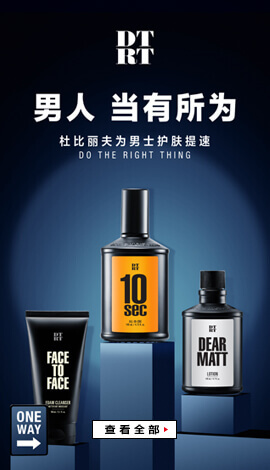 DT
RT
男人 当有所为
杜比丽夫为男士护肤提速
DO THE RIGHT THING
DT
RT
10
sec
DT
RT
DEAR
MATT
LOTION
DT
RT
FACE
TO
FACE
FOAM CLEANSER
ONE
WAY
查看全部